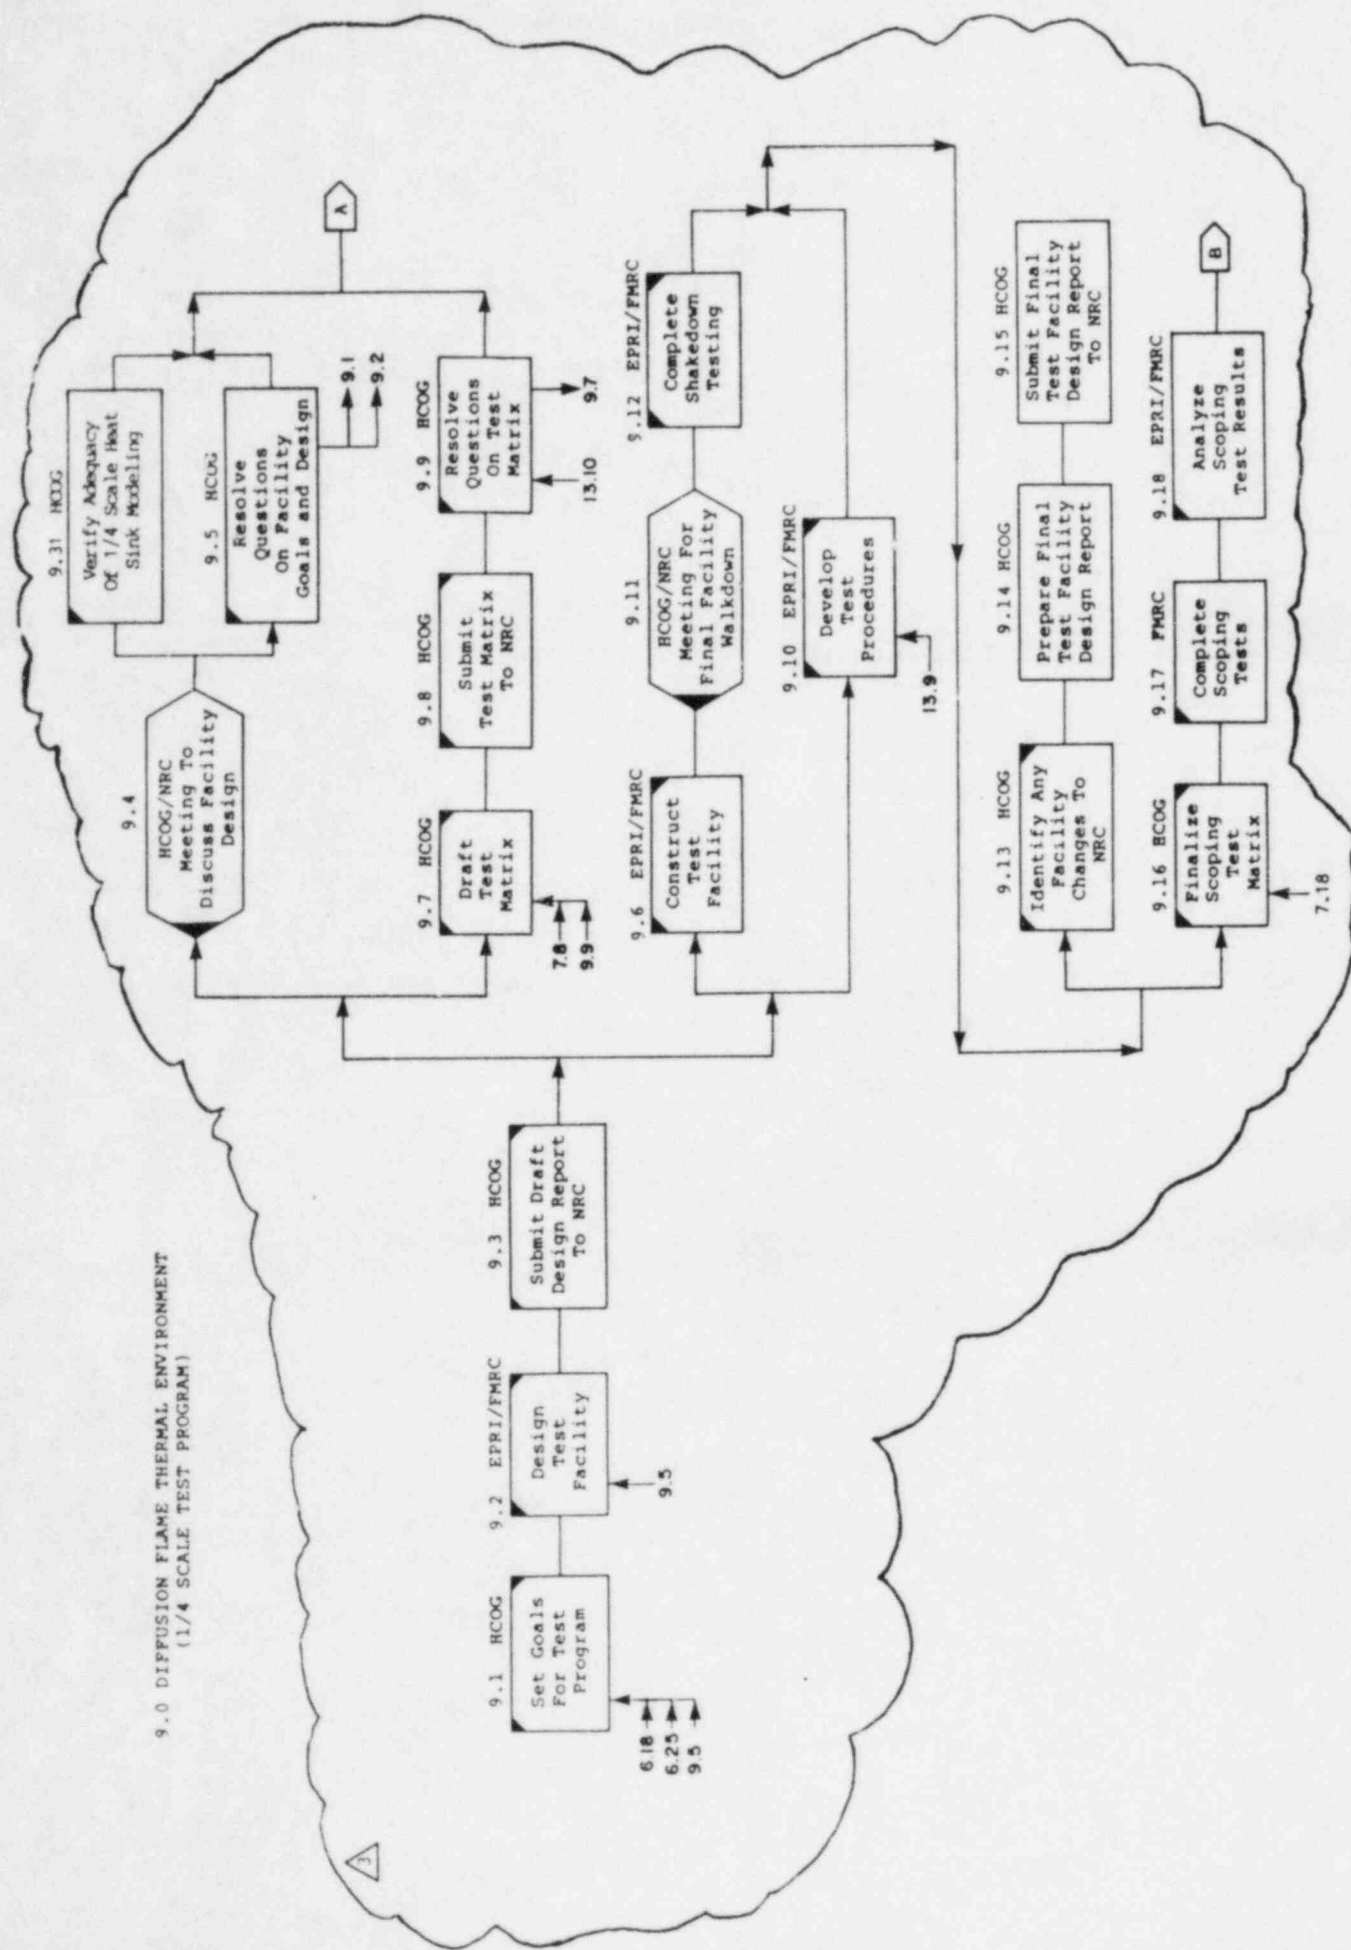 9.0 DIFFUSION FLAME THERMAL ENVIRONMENT
(1/4 SCALE TEST PROGRAM)
3
9.1 HCOG
Set Goals
For Test
Program
6.18
6.25
9.5
9.2 EPRI/FMRC
Design
Test
Facility
9.5
9.3 HCOG
Submit Draft
Design Report
To NRC
9.4
HCOG/NRC
Meeting To
Discuss Facility
Design
9.31 HCOG
Verify Adequacy
Of 1/4 Scale Heat
Sink Modeling
9.5 HCOG
Resolve
Questions
On Facility
Goals and Design
9.1
9.2
A
9.7 HCOG
Draft
Test
Matrix
7.8
9.9
9.8 HCOG
Submit
Test Matrix
To NRC
9.9 HCOG
Resolve
Questions
On Test
Matrix
13.10
9.7
9.6 EPRI/FMRC
Construct
Test
Facility
9.11
HCOG/NRC
Meeting For
Final Facility
Walkdown
9.12 EPRI/FMRC
Complete
Shakedown
Testing
9.10 EPRI/FMRC
Develop
Test
Procedures
13.9
9.13 HCOG
Identify Any
Facility
Changes To
NRC
9.14 HCOG
Prepare Final
Test Facility
Design Report
9.15 HCOG
Submit Final
Test Facility
Design Report
To NRC
9.16 HCOG
Finalize
Scoping
Test
Matrix
7.18
9.17 FMRC
Complete
Scoping
Tests
9.18 EPRI/FMRC
Analyze
Scoping
Test Results
B